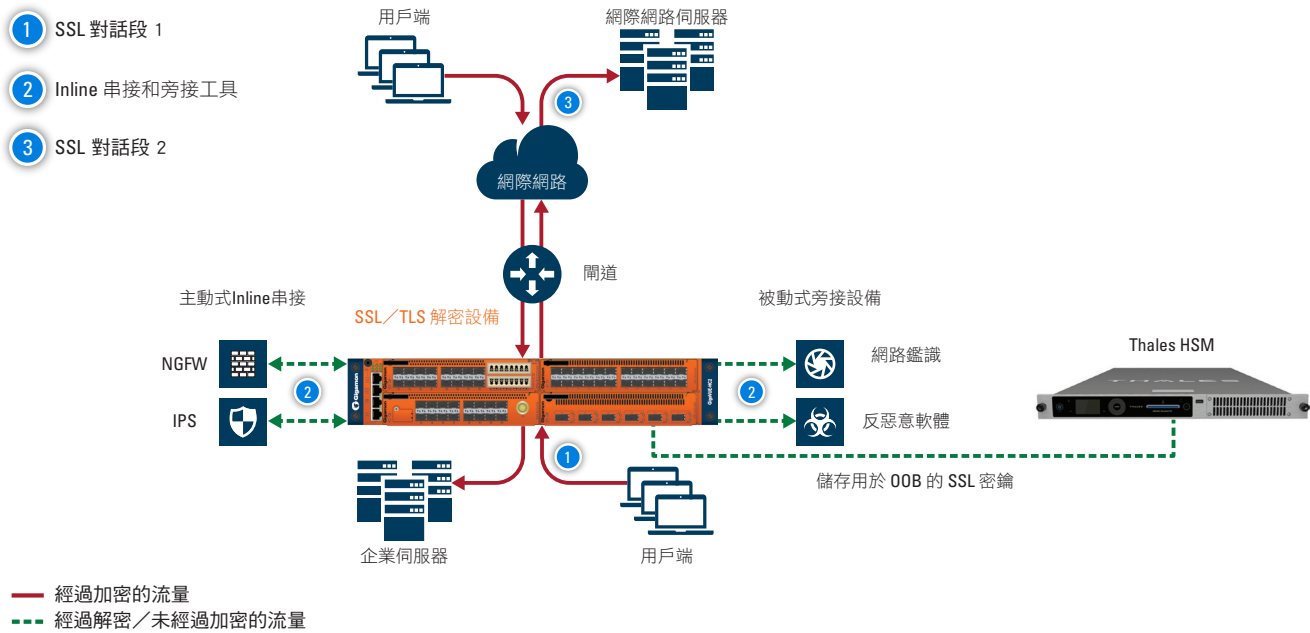 1 SSL 對話段 1
2 Inline 串接和旁接工具
3 SSL 對話段 2
用戶端
網際網路伺服器
3
網際網路
閘道
主動式Inline串接
被動式旁接設備
SSL／TLS 解密設備
NGFW
IPS
2
Gigamon
GigaVUE-HC2
2
網路鑑識
反惡意軟體
Thales HSM
THALES
1
儲存用於 OOB 的 SSL 密鑰
企業伺服器
用戶端
經過加密的流量
經過解密／未經過加密的流量